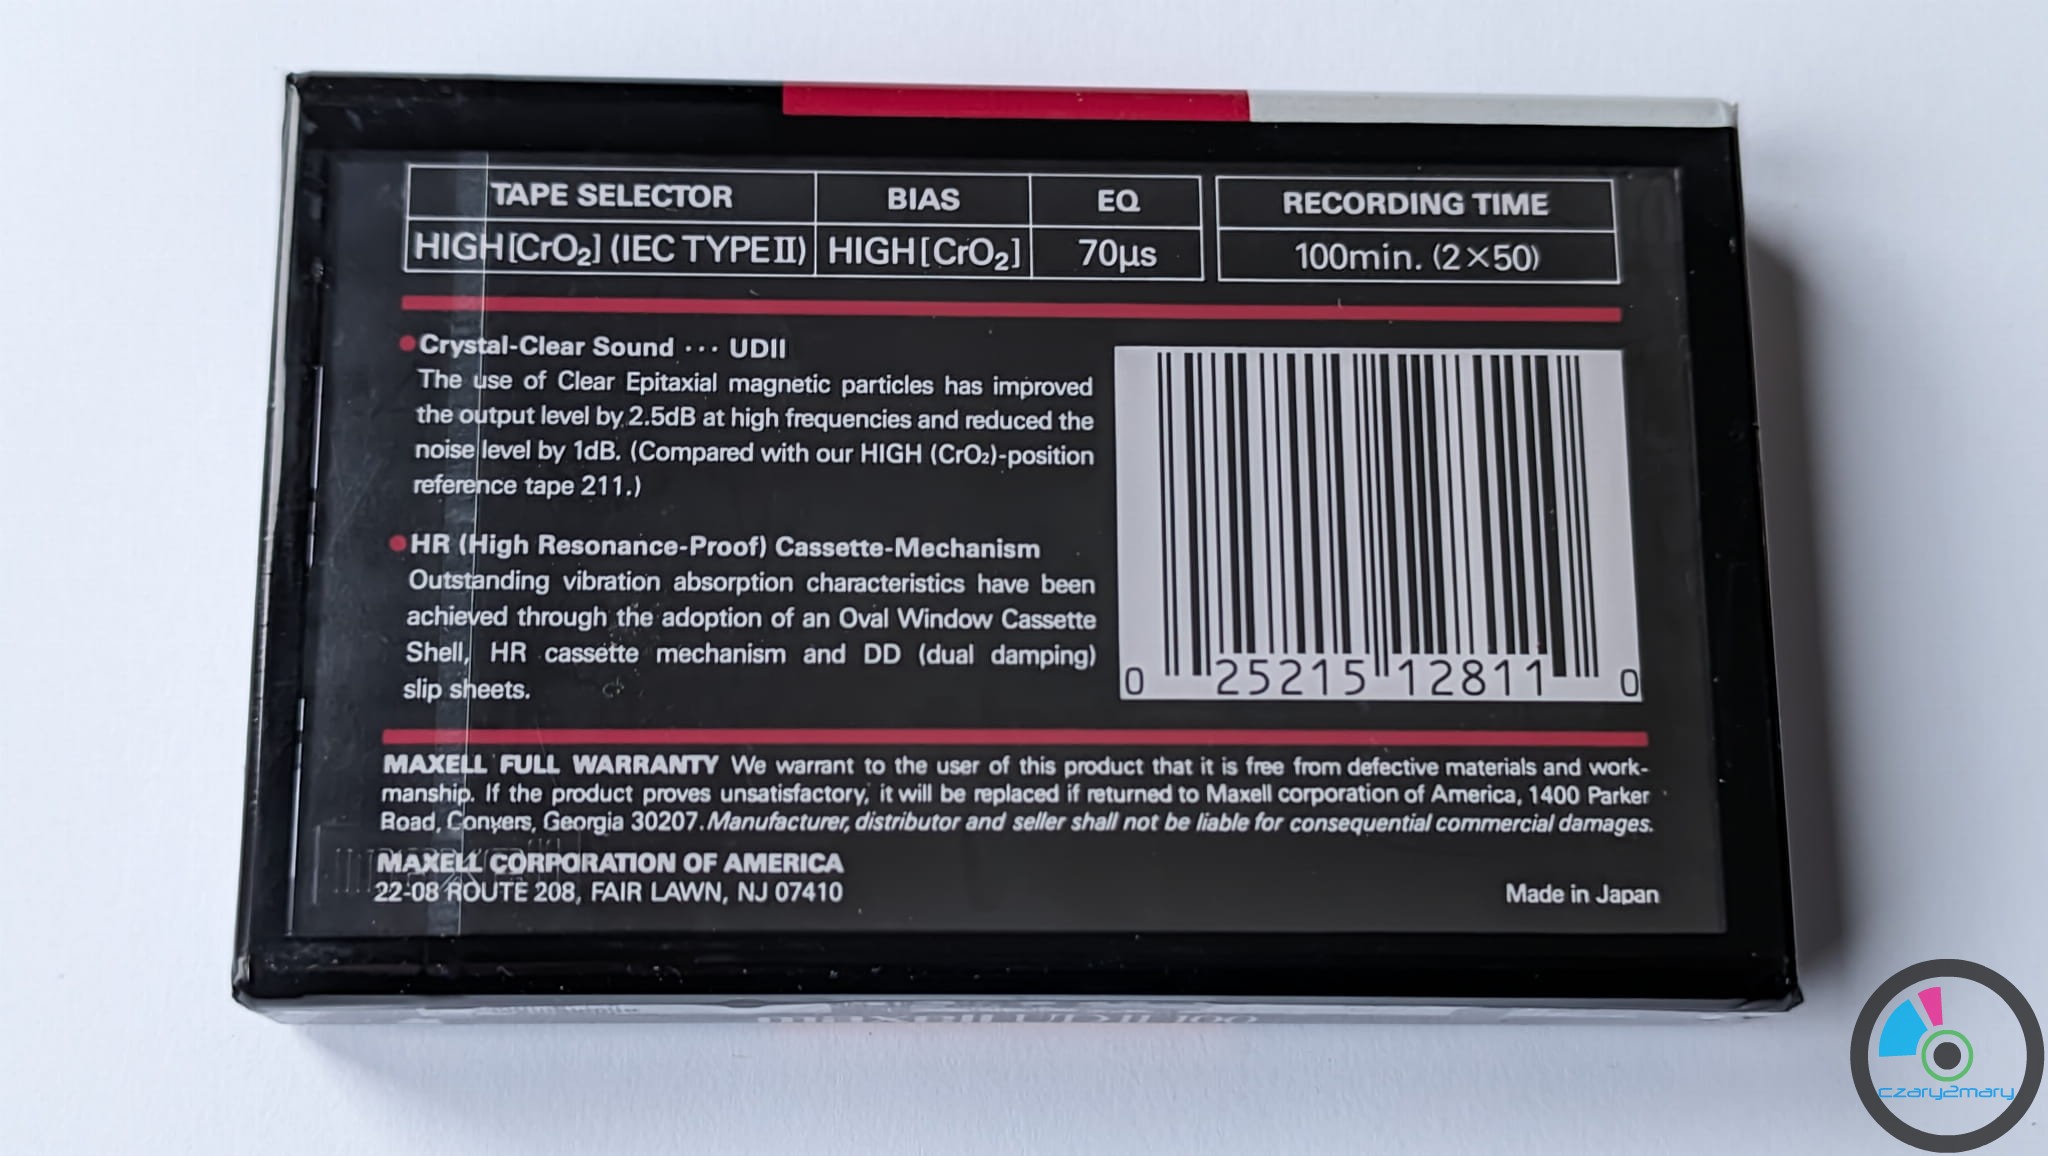 TAPE SELECTOR BIAS EQ RECORDING TIME
HIGH [CrO₂] (IEC TYPE II) HIGH [CrO₂] 70µs 100min. (2×50)
Crystal-Clear Sound ··· UDII
The use of Clear Epitaxial magnetic particles has improved
the output level by 2.5dB at high frequencies and reduced the
noise level by 1dB. (Compared with our HIGH (CrO₂)-position
reference tape 211.)
HR (High Resonance-Proof) Cassette-Mechanism
Outstanding vibration absorption characteristics have been
achieved through the adoption of an Oval Window Cassette
Shell, HR cassette mechanism and DD (dual damping)
slip sheets.
0 25215 12811 0
MAXELL FULL WARRANTY We warrant to the user of this product that it is free from defective materials and work-
manship. If the product proves unsatisfactory, it will be replaced if returned to Maxell corporation of America, 1400 Parker
Road, Conyers, Georgia 30207. Manufacturer, distributor and seller shall not be liable for consequential commercial damages.
MAXELL CORPORATION OF AMERICA
22-08 ROUTE 208, FAIR LAWN, NJ 07410
Made in Japan
maxell UDII 100
czary2mary